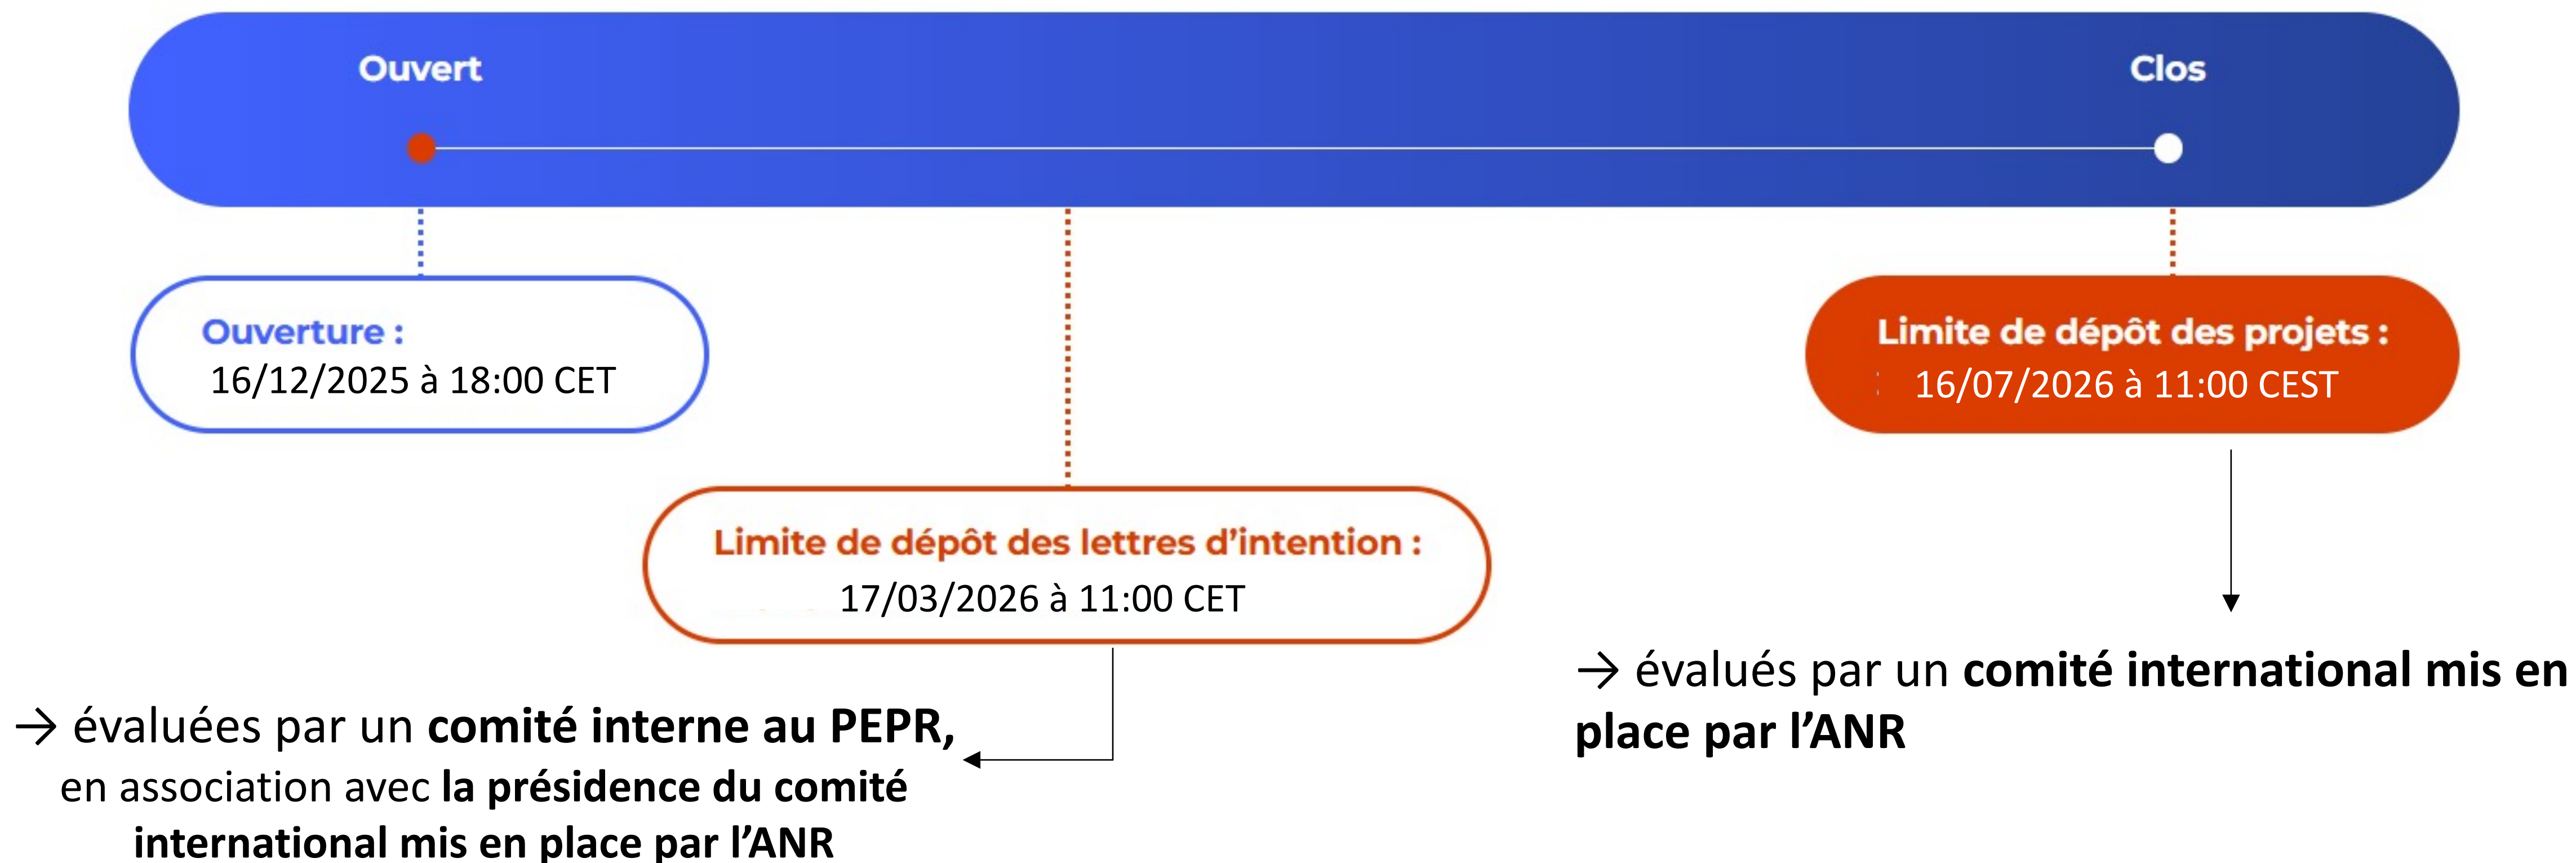 Ouvert
Clos
Ouverture :
16/12/2025 à 18:00 CET
Limite de dépôt des projets :
16/07/2026 à 11:00 CEST
Limite de dépôt des lettres d’intention :
17/03/2026 à 11:00 CET
→ évaluées par un comité interne au PEPR,
en association avec la présidence du comité
international mis en place par l’ANR
→ évalués par un comité international mis en
place par l’ANR